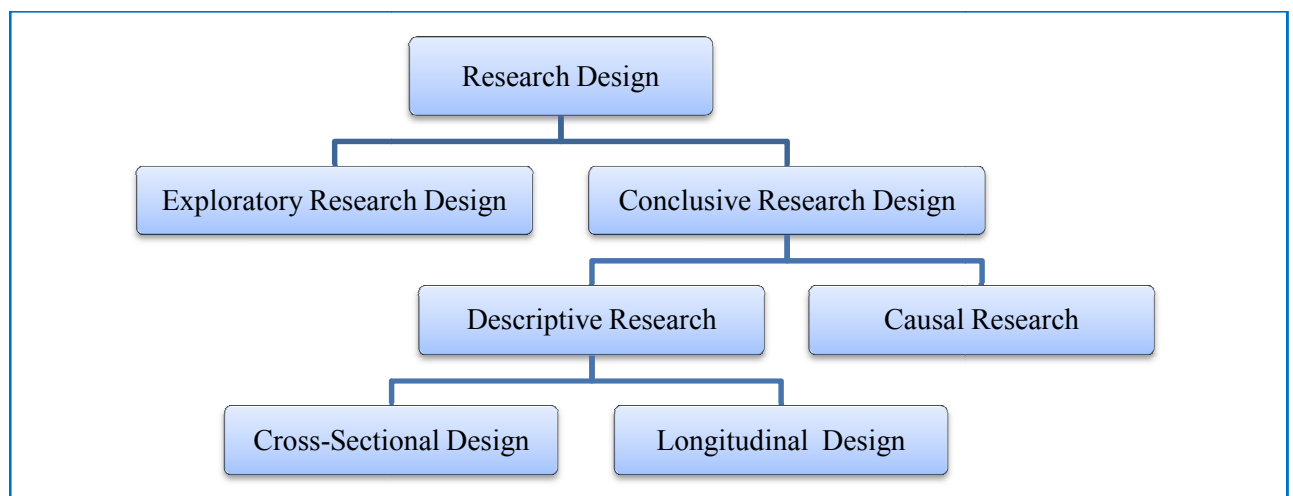 Research Design
Exploratory Research Design
Conclusive Research Design
Descriptive Research
Causal Research
Cross-Sectional Design
Longitudinal  Design